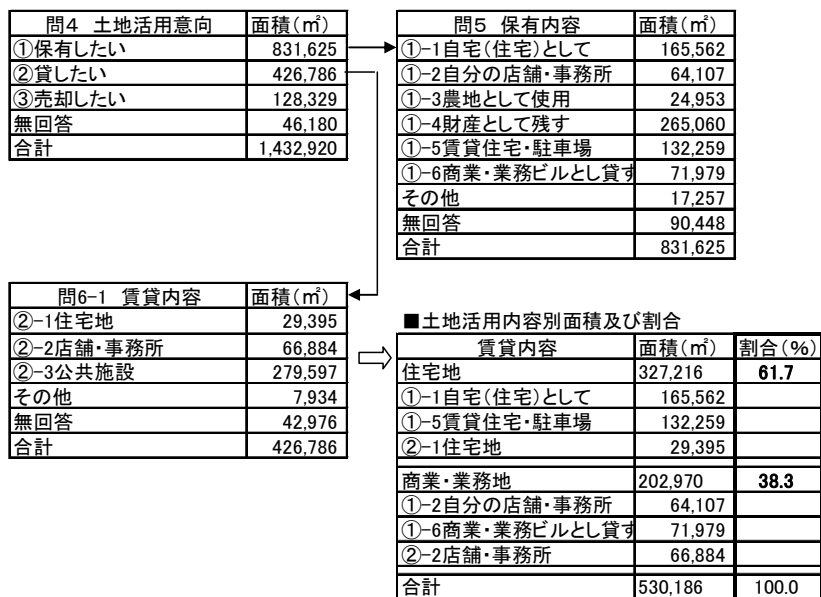 問4 土地活用意向 面積(㎡)
①保有したい 831,625
②貸したい 426,786
③売却したい 128,329
無回答 46,180
合計 1,432,920
問5 保有内容 面積(㎡)
①-1自宅(住宅)として 165,562
①-2自分の店舗・事務所 64,107
①-3農地として使用 24,953
①-4財産として残す 265,060
①-5賃貸住宅・駐車場 132,259
①-6商業・業務ビルとし貸す 71,979
その他 17,257
無回答 90,448
合計 831,625
問6-1 賃貸内容 面積(㎡)
②-1住宅地 29,395
②-2店舗・事務所 66,884
②-3公共施設 279,597
その他 7,934
無回答 42,976
合計 426,786
■土地活用内容別面積及び割合
賃貸内容 面積(㎡) 割合(%)
住宅地 327,216 61.7
①-1自宅(住宅)として 165,562
①-5賃貸住宅・駐車場 132,259
②-1住宅地 29,395
商業・業務地 202,970 38.3
①-2自分の店舗・事務所 64,107
①-6商業・業務ビルとし貸す 71,979
②-2店舗・事務所 66,884
合計 530,186 100.0